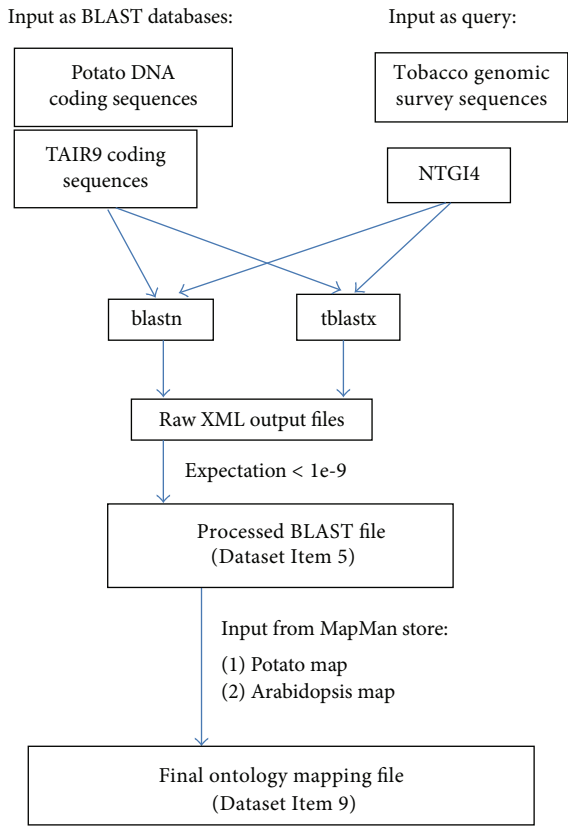 Input as BLAST databases:
Input as query:
Potato DNA
coding sequences
Tobacco genomic
survey sequences
TAIR9 coding
sequences
NTGI4
blastn
tblastx
Raw XML output files
Expectation < 1e-9
Processed BLAST file
(Dataset Item 5)
Input from MapMan store:
(1) Potato map
(2) Arabidopsis map
Final ontology mapping file
(Dataset Item 9)